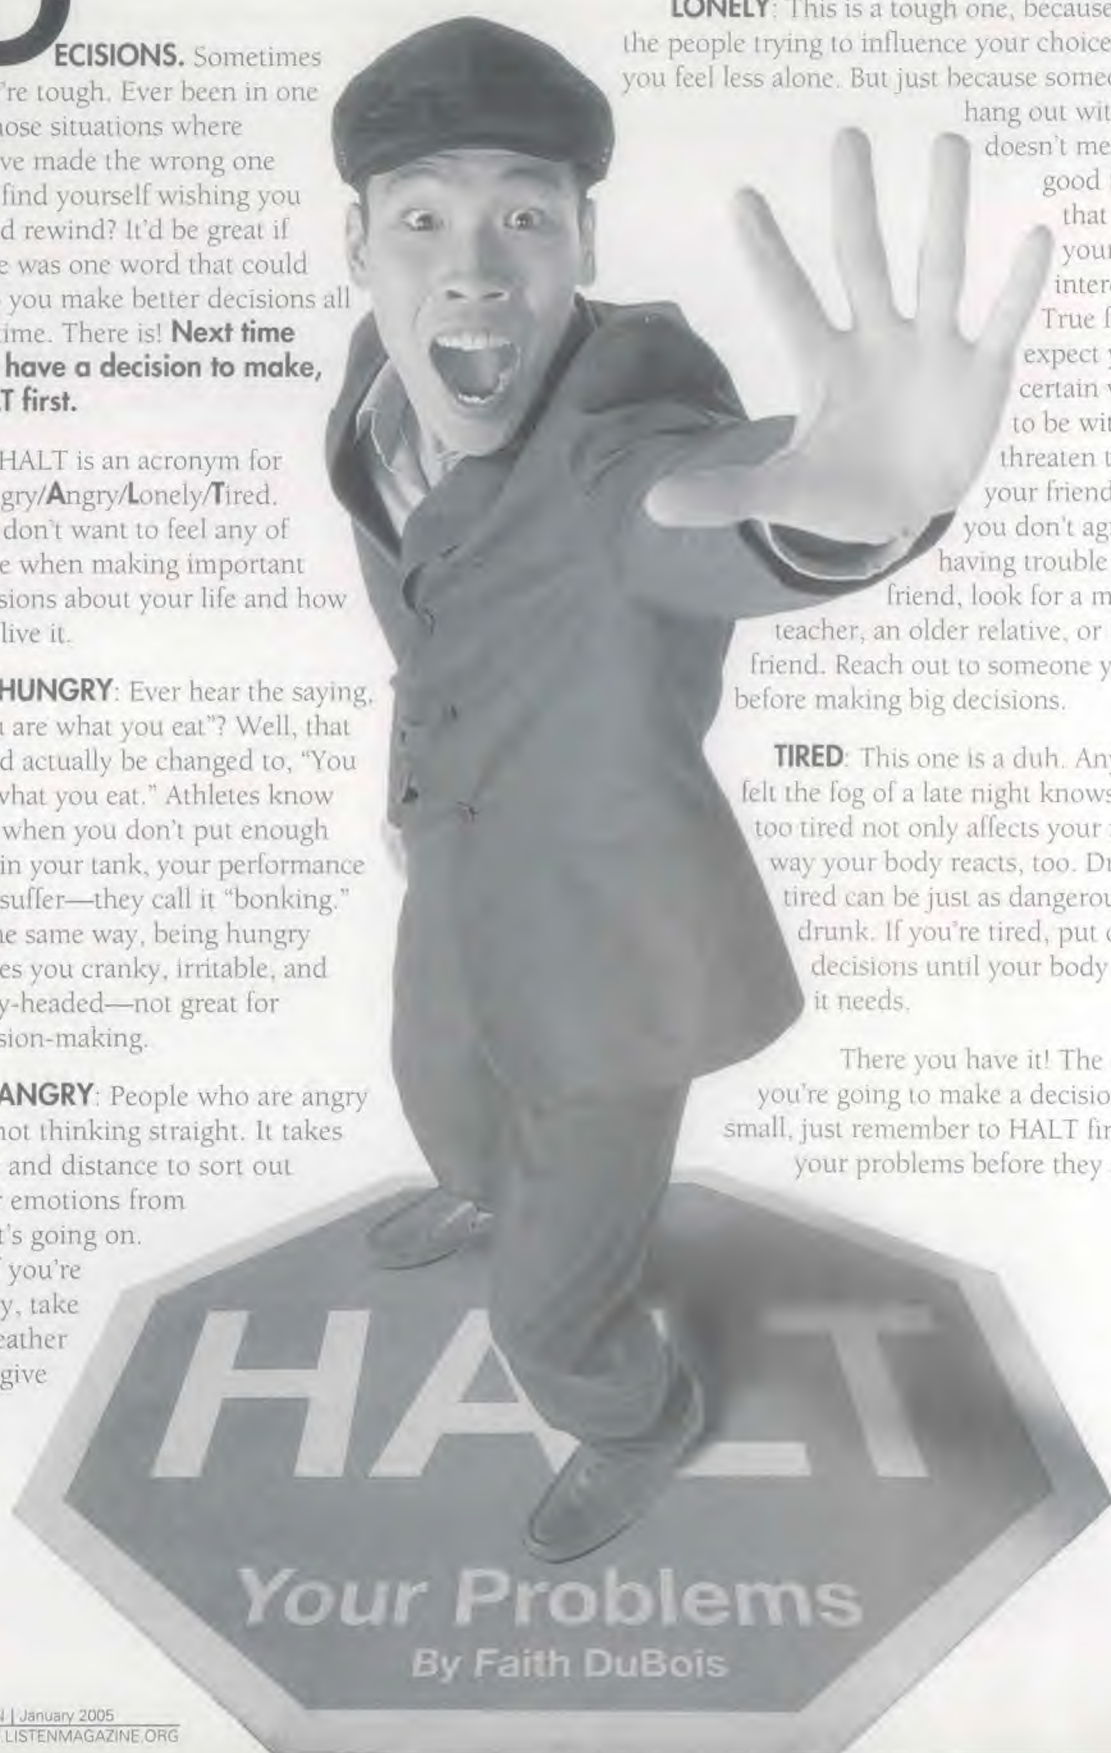 DECISIONS. Sometimes
're tough. Ever been in one
hose situations where
've made the wrong one
find yourself wishing you
d rewind? It'd be great if
e was one word that could
you make better decisions all
time. There is! Next time
have a decision to make,
T first.
HALT is an acronym for
gry/Angry/Lonely/Tired.
don't want to feel any of
e when making important
sions about your life and how
live it.
HUNGRY: Ever hear the saying,
u are what you eat"? Well, that
d actually be changed to, "You
what you eat." Athletes know
when you don't put enough
in your tank, your performance
suffer—they call it "bonking."
he same way, being hungry
es you cranky, irritable, and
y-headed—not great for
sion-making.
ANGRY: People who are angry
not thinking straight. It takes
and distance to sort out
r emotions from
t's going on.
f you're
y, take
eather
give
LONELY: This is a tough one, because
the people trying to influence your choice
you feel less alone. But just because some
hang out wit
doesn't me
good
that
your
inter
True f
expect y
certain
to be wit
threaten t
your friend
you don't ag
having trouble
friend, look for a m
teacher, an older relative, or
friend. Reach out to someone y
before making big decisions.
TIRED: This one is a duh. Any
felt the fog of a late night knows
too tired not only affects your
way your body reacts, too. Dr
tired can be just as dangerou
drunk. If you're tired, put o
decisions until your body
it needs.
There you have it! The
you're going to make a decisio
small, just remember to HALT fir
your problems before they
HALT
Your Problems
By Faith DuBois
| January 2005
LISTENMAGAZINE.ORG